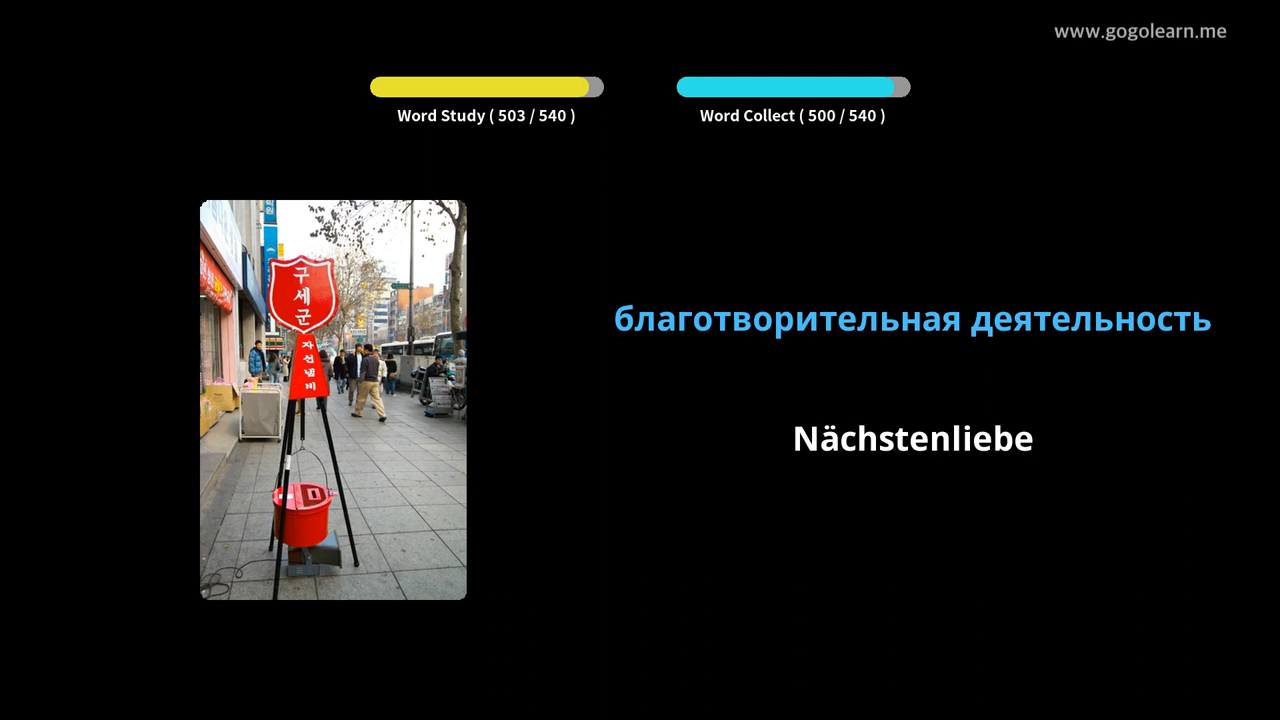 www.gogolearn.me
Word Study ( 503 / 540 )
Word Collect ( 500 / 540 )
구세군
자선냄비
благотворительная деятельность
Nächstenliebe